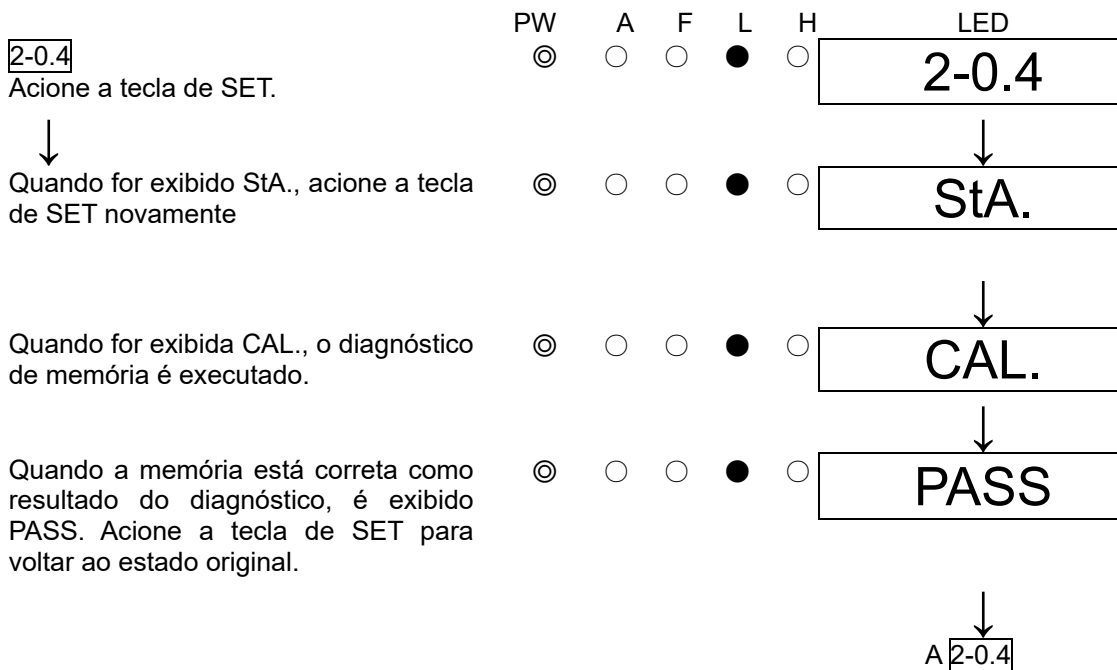 PW A F L H LED
2-0.4 ◎ ○ ○ ● ○ 2-0.4
Acione a tecla de SET.
↓ ↓
Quando for exibido StA., acione a tecla ◎ ○ ○ ● ○ StA.
de SET novamente
↓
Quando for exibida CAL., o diagnóstico ◎ ○ ○ ● ○ CAL.
de memória é executado.
↓
Quando a memória está correta como ◎ ○ ○ ● ○ PASS
resultado do diagnóstico, é exibido
PASS. Acione a tecla de SET para
voltar ao estado original.
↓
A 2-0.4